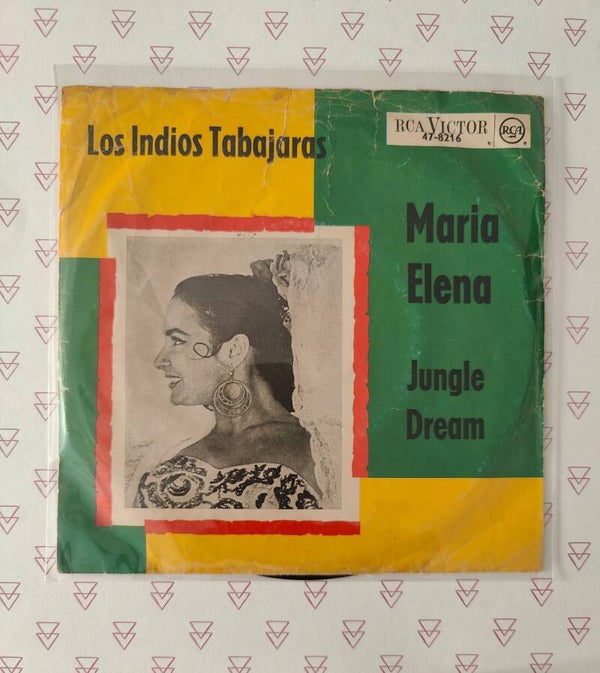 Los Indios Tabajaras
RCA VICTOR
47-8216
RCA
Maria
Elena
Jungle
Dream